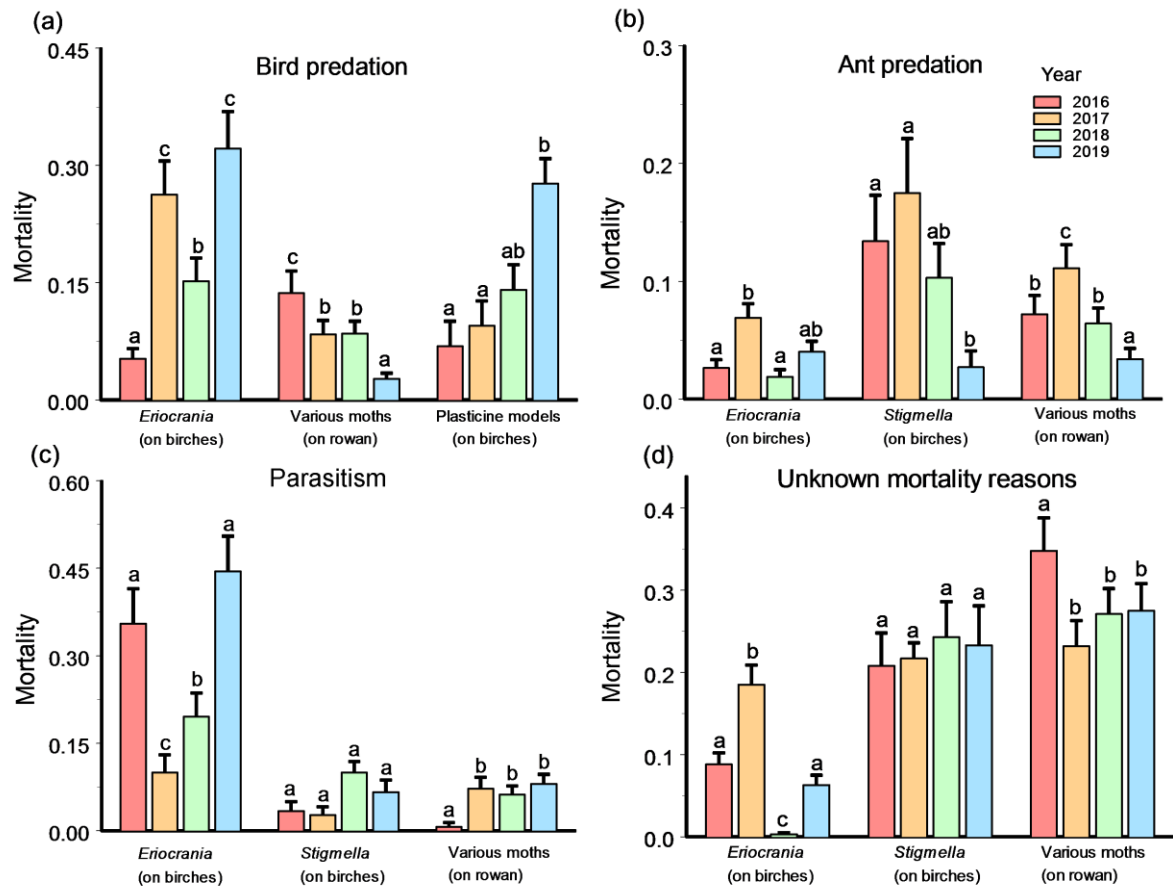 (a)
Bird predation
Mortality
0.45
0.30
0.15
0.00
a
c
b
c
c
b
b
a
a
a
ab
b
Eriocrania
(on birches)
Various moths
(on rowan)
Plasticine models
(on birches)
(b)
Ant predation
Year
2016
2017
2018
2019
Mortality
0.3
0.2
0.1
0.0
a
b
a
ab
a
a
ab
b
b
c
b
a
Eriocrania
(on birches)
Stigmella
(on birches)
Various moths
(on rowan)
(c)
Parasitism
Mortality
0.60
0.45
0.30
0.15
0.00
a
c
b
a
a
a
a
a
a
b
b
b
Eriocrania
(on birches)
Stigmella
(on birches)
Various moths
(on rowan)
(d)
Unknown mortality reasons
Mortality
0.4
0.3
0.2
0.1
0.0
a
b
c
a
a
a
a
a
a
b
b
b
Eriocrania
(on birches)
Stigmella
(on birches)
Various moths
(on rowan)